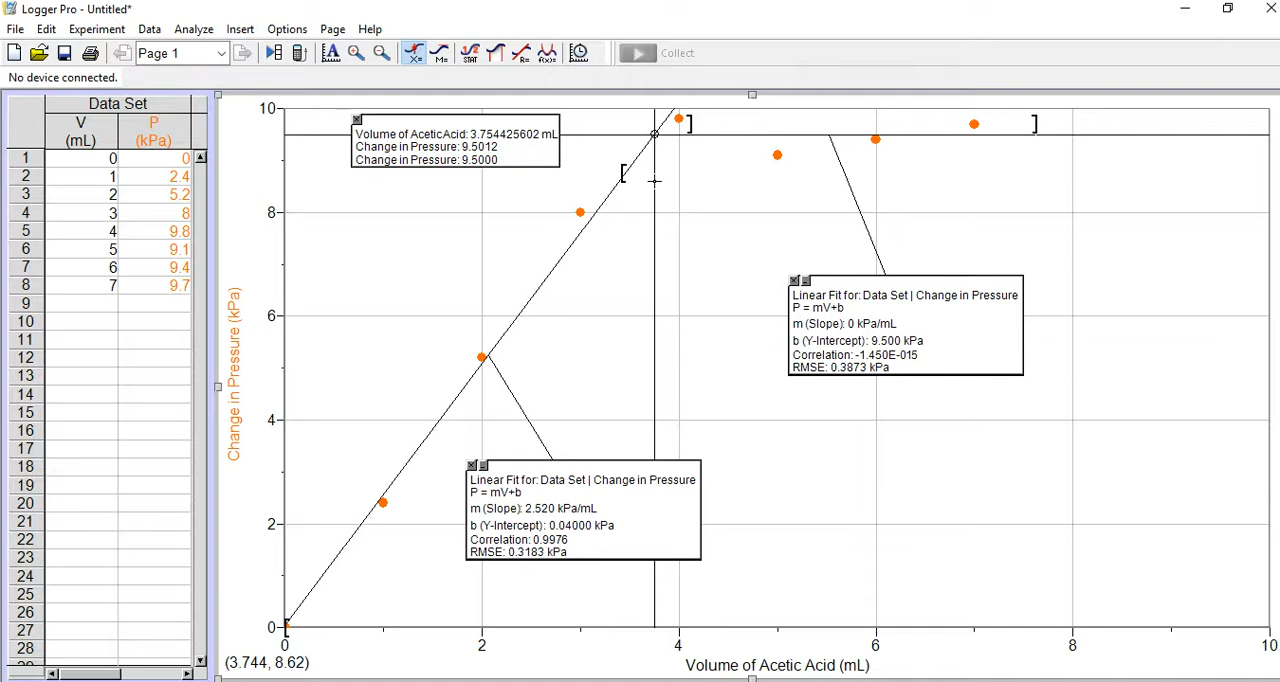 Logger Pro - Untitled*
File Edit Experiment Data Analyze Insert Options Page Help
Page 1 Collect
No device connected.
Data Set
V P
(mL) (kPa)
1 0 0
2 1 2.4
3 2 5.2
4 3 8
5 4 9.8
6 5 9.1
7 6 9.4
8 7 9.7
9
10
11
12
13
14
15
16
17
18
19
20
21
22
23
24
25
26
27
28
Change in Pressure (kPa)
10
8
6
4
2
0
Volume of AceticAcid: 3.754425602 mL
Change in Pressure: 9.5012
Change in Pressure: 9.5000
Linear Fit for: Data Set | Change in Pressure
P = mV+b
m (Slope): 0 kPa/mL
b (Y-Intercept): 9.500 kPa
Correlation: -1.450E-015
RMSE: 0.3873 kPa
Linear Fit for: Data Set | Change in Pressure
P = mV+b
m (Slope): 2.520 kPa/mL
b (Y-Intercept): 0.04000 kPa
Correlation: 0.9976
RMSE: 0.3183 kPa
0 2 4 6 8 10
(3.744, 8.62)
Volume of Acetic Acid (mL)